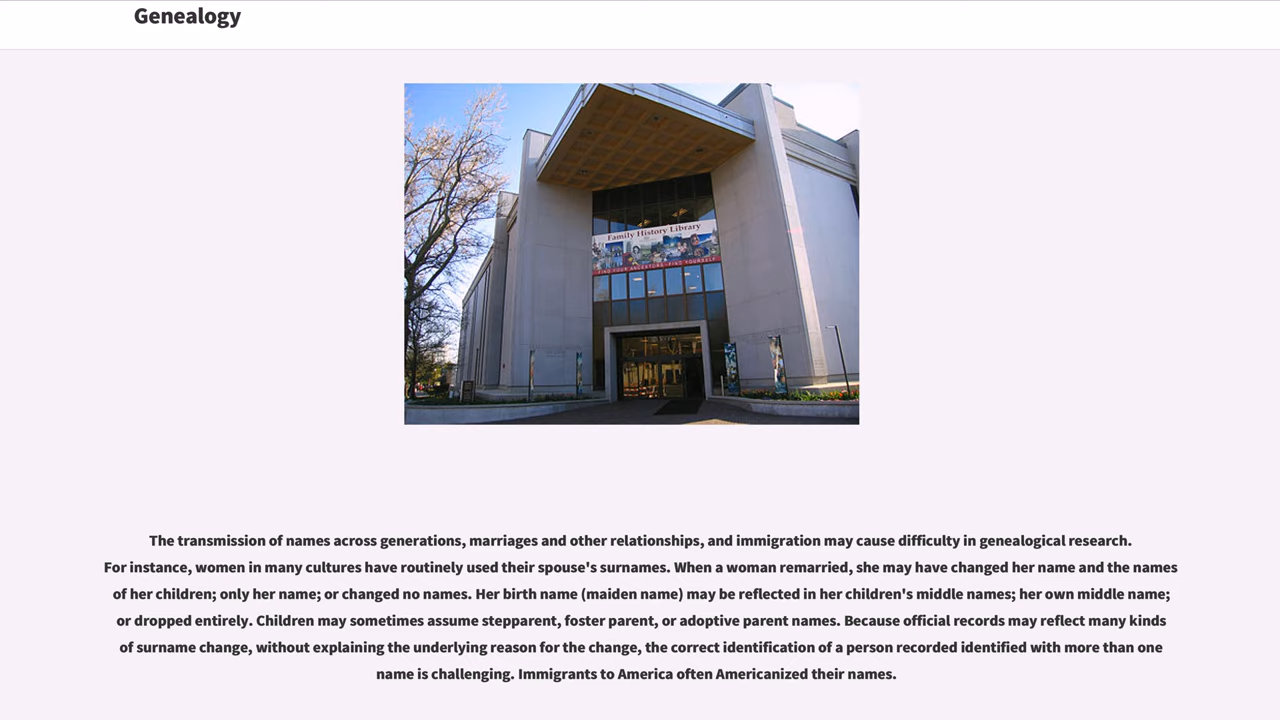 Genealogy
Family History Library
FIND YOUR ANCESTORS · FIND YOURSELF
The transmission of names across generations, marriages and other relationships, and immigration may cause difficulty in genealogical research.
For instance, women in many cultures have routinely used their spouse's surnames. When a woman remarried, she may have changed her name and the names
of her children; only her name; or changed no names. Her birth name (maiden name) may be reflected in her children's middle names; her own middle name;
or dropped entirely. Children may sometimes assume stepparent, foster parent, or adoptive parent names. Because official records may reflect many kinds
of surname change, without explaining the underlying reason for the change, the correct identification of a person recorded identified with more than one
name is challenging. Immigrants to America often Americanized their names.